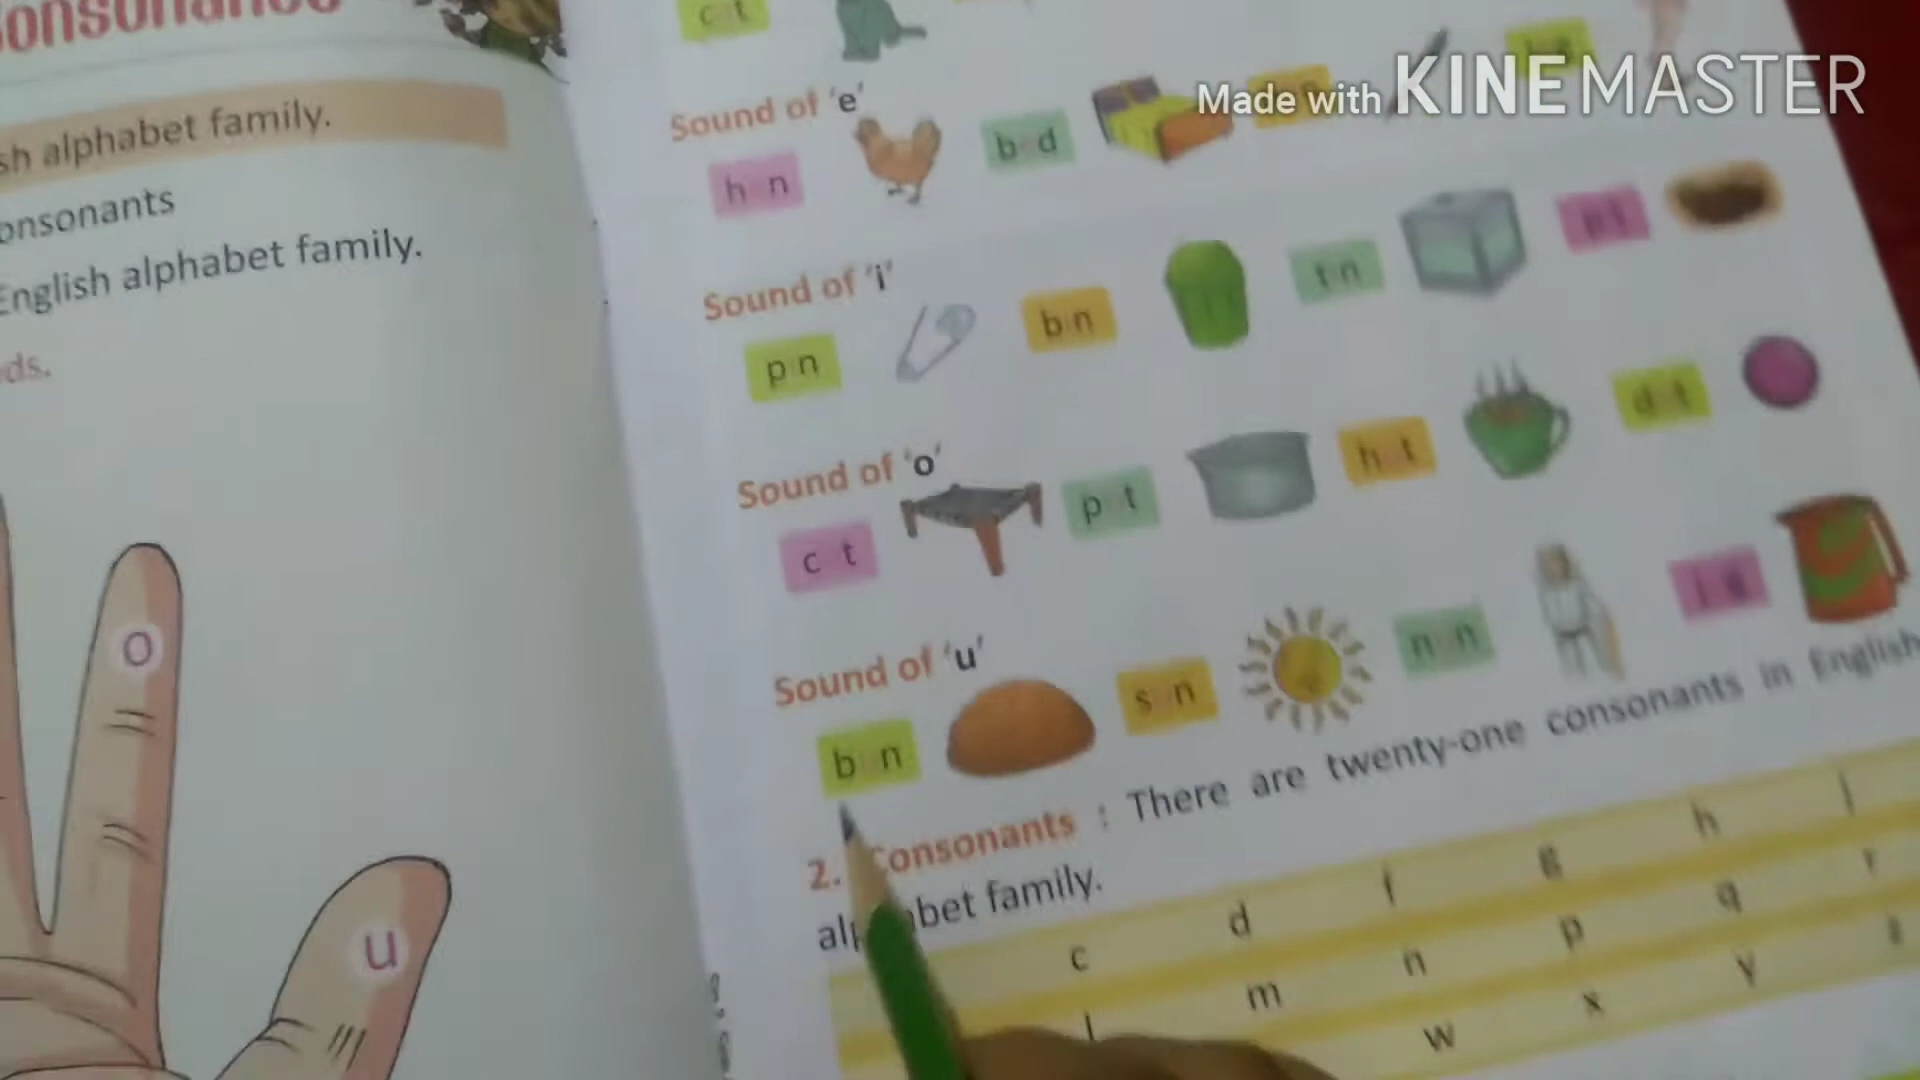 onsonance
sh alphabet family.
onsonants
English alphabet family.
ds.
o
u
c t
Made with KINEMASTER
Sound of 'e'
h n b d
Sound of 'i'
p n b n t n p t
Sound of 'o'
c t p t h t d t
Sound of 'u'
b n s n n n j g
2. Consonants : There are twenty-one consonants in English
alphabet family.
c d f g h j
l m n p q r
w x y z